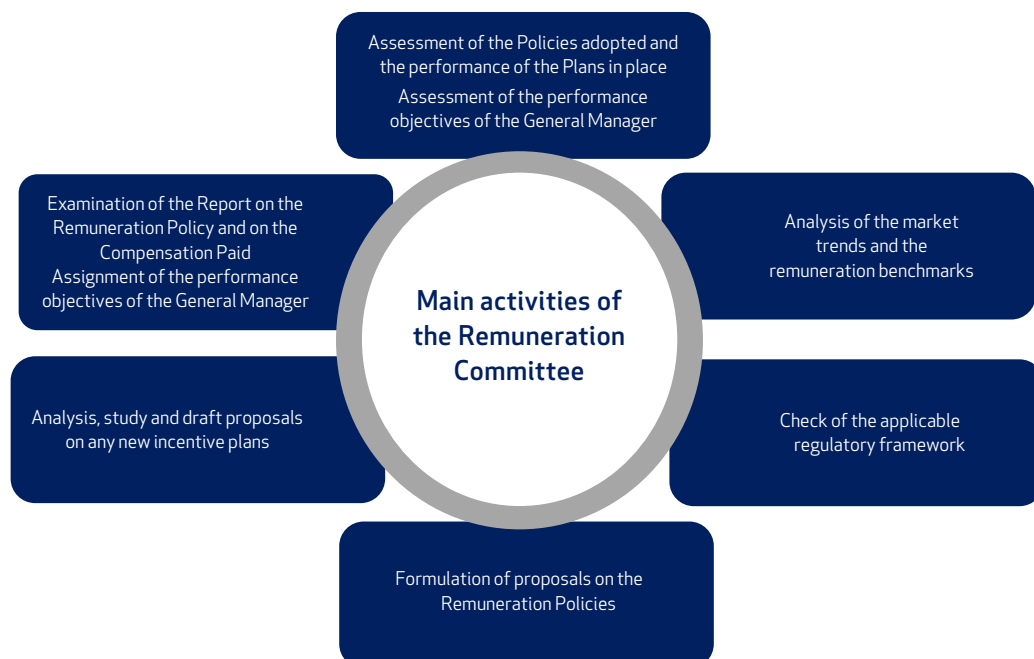 Assessment of the Policies adopted and
the performance of the Plans in place
Assessment of the performance
objectives of the General Manager
Examination of the Report on the
Remuneration Policy and on the
Compensation Paid
Assignment of the performance
objectives of the General Manager
Analysis of the market
trends and the
remuneration benchmarks
Main activities of
the Remuneration
Committee
Analysis, study and draft proposals
on any new incentive plans
Check of the applicable
regulatory framework
Formulation of proposals on the
Remuneration Policies